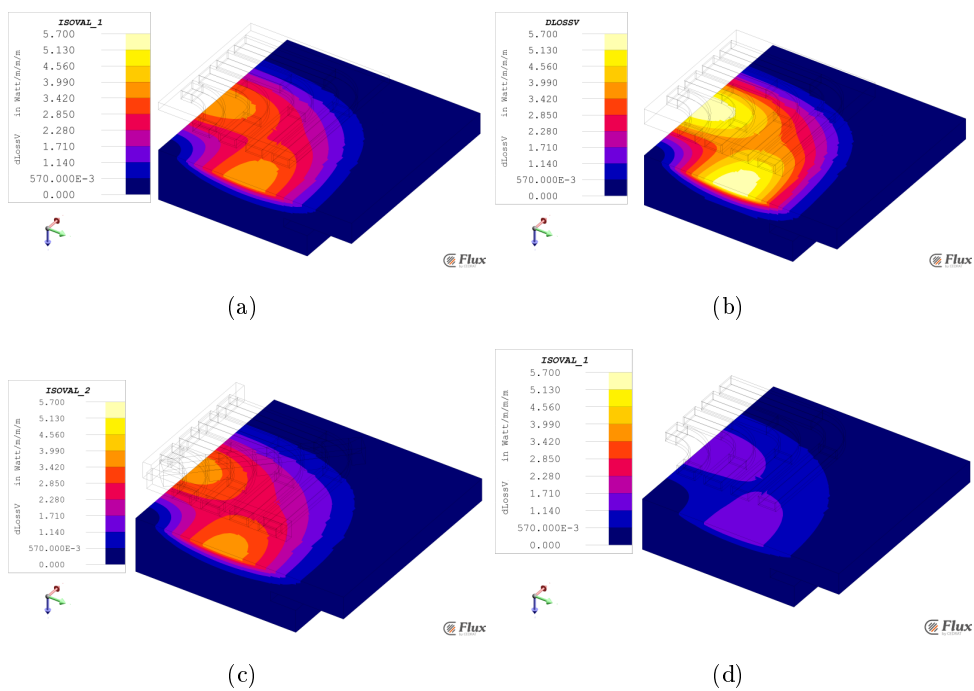 ISOVAL_1
5.700
5.130
4.560
3.990
3.420
2.850
2.280
1.710
1.140
570.000E-3
0.000
dLossV in Watt/m/m/m
Flux
(a)
DLOSSV
5.700
5.130
4.560
3.990
3.420
2.850
2.280
1.710
1.140
570.000E-3
0.000
dLossV in Watt/m/m/m
Flux
(b)
ISOVAL_2
5.700
5.130
4.560
3.990
3.420
2.850
2.280
1.710
1.140
570.000E-3
0.000
dLossV in Watt/m/m/m
Flux
(c)
ISOVAL_1
5.700
5.130
4.560
3.990
3.420
2.850
2.280
1.710
1.140
570.000E-3
0.000
dLossV in Watt/m/m/m
Flux
(d)